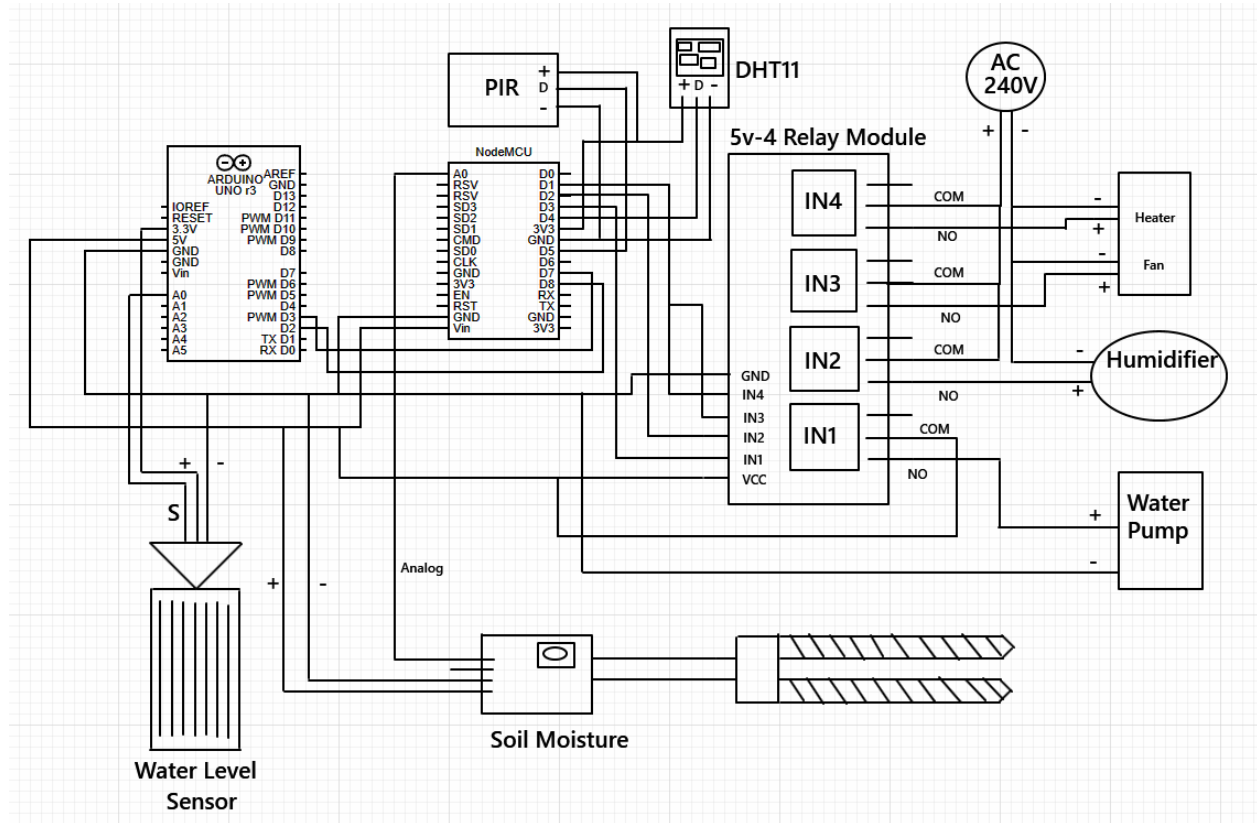 PIR
+
D
-
DHT11
+ D -
AC
240V
+
-
5v-4 Relay Module
ARDUINO
UNO r3
IOREF
RESET
3.3V
5V
GND
GND
Vin
A0
A1
A2
A3
A4
A5
AREF
GND
D13
D12
PWM D11
PWM D10
PWM D9
D8
D7
PWM D6
PWM D5
D4
PWM D3
D2
TX D1
RX D0
NodeMCU
A0
RSV
RSV
SD3
SD2
SD1
CMD
SD0
CLK
GND
3V3
EN
RST
GND
Vin
D0
D1
D2
D3
D4
3V3
GND
D5
D6
D7
D8
RX
TX
GND
3V3
IN4
IN3
IN2
IN1
GND
IN4
IN3
IN2
IN1
VCC
COM
NO
COM
NO
COM
NO
COM
NO
-
Heater
+
-
Fan
+
-
Humidifier
+
+
Water
Pump
-
+
-
S
Water Level
Sensor
+
-
Analog
Soil Moisture